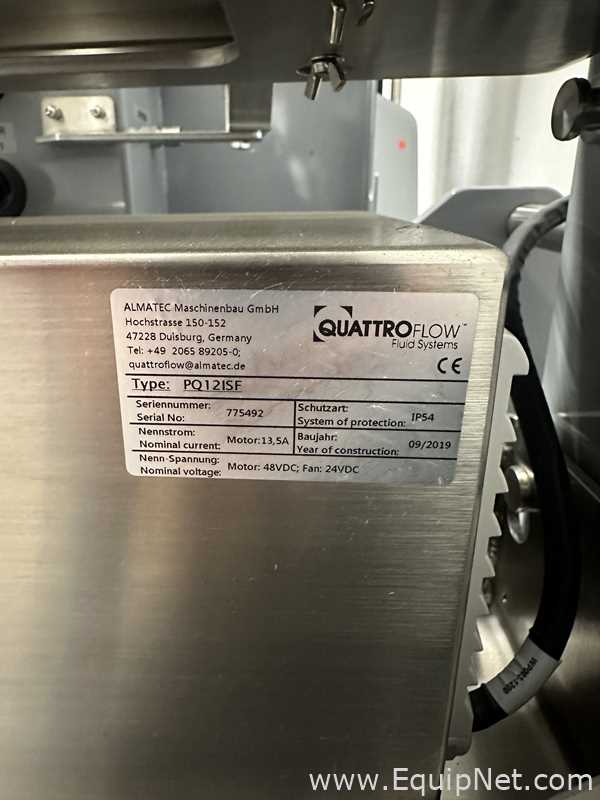 ALMATEC Maschinenbau GmbH
Hochstrasse 150-152
47228 Duisburg, Germany
Tel: +49 2065 89205-0;
quattroflow@almatec.de
QUATTROFLOW™
Fluid Systems
CE
Type: PQ12ISF
Seriennummer:
Serial No: 775492
Schutzart:
System of protection: IP54
Nennstrom:
Nominal current: Motor:13,5A
Baujahr:
Year of construction: 09/2019
Nenn-Spannung:
Nominal voltage: Motor: 48VDC; Fan: 24VDC
www.EquipNet.com